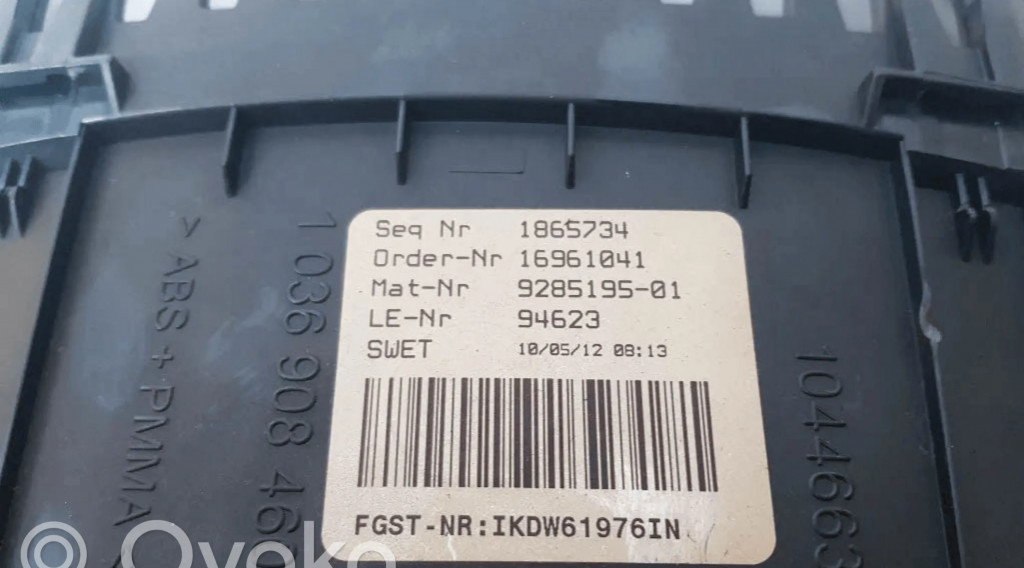 Seq Nr 1865734
Order-Nr 16961041
Mat-Nr 9285195-01
LE-Nr 94623
SWET 10/05/12 08:13
FGST-NR:IKDW61976IN
> ABS + PMMA
1 036 908 46
1044663
Ovoko